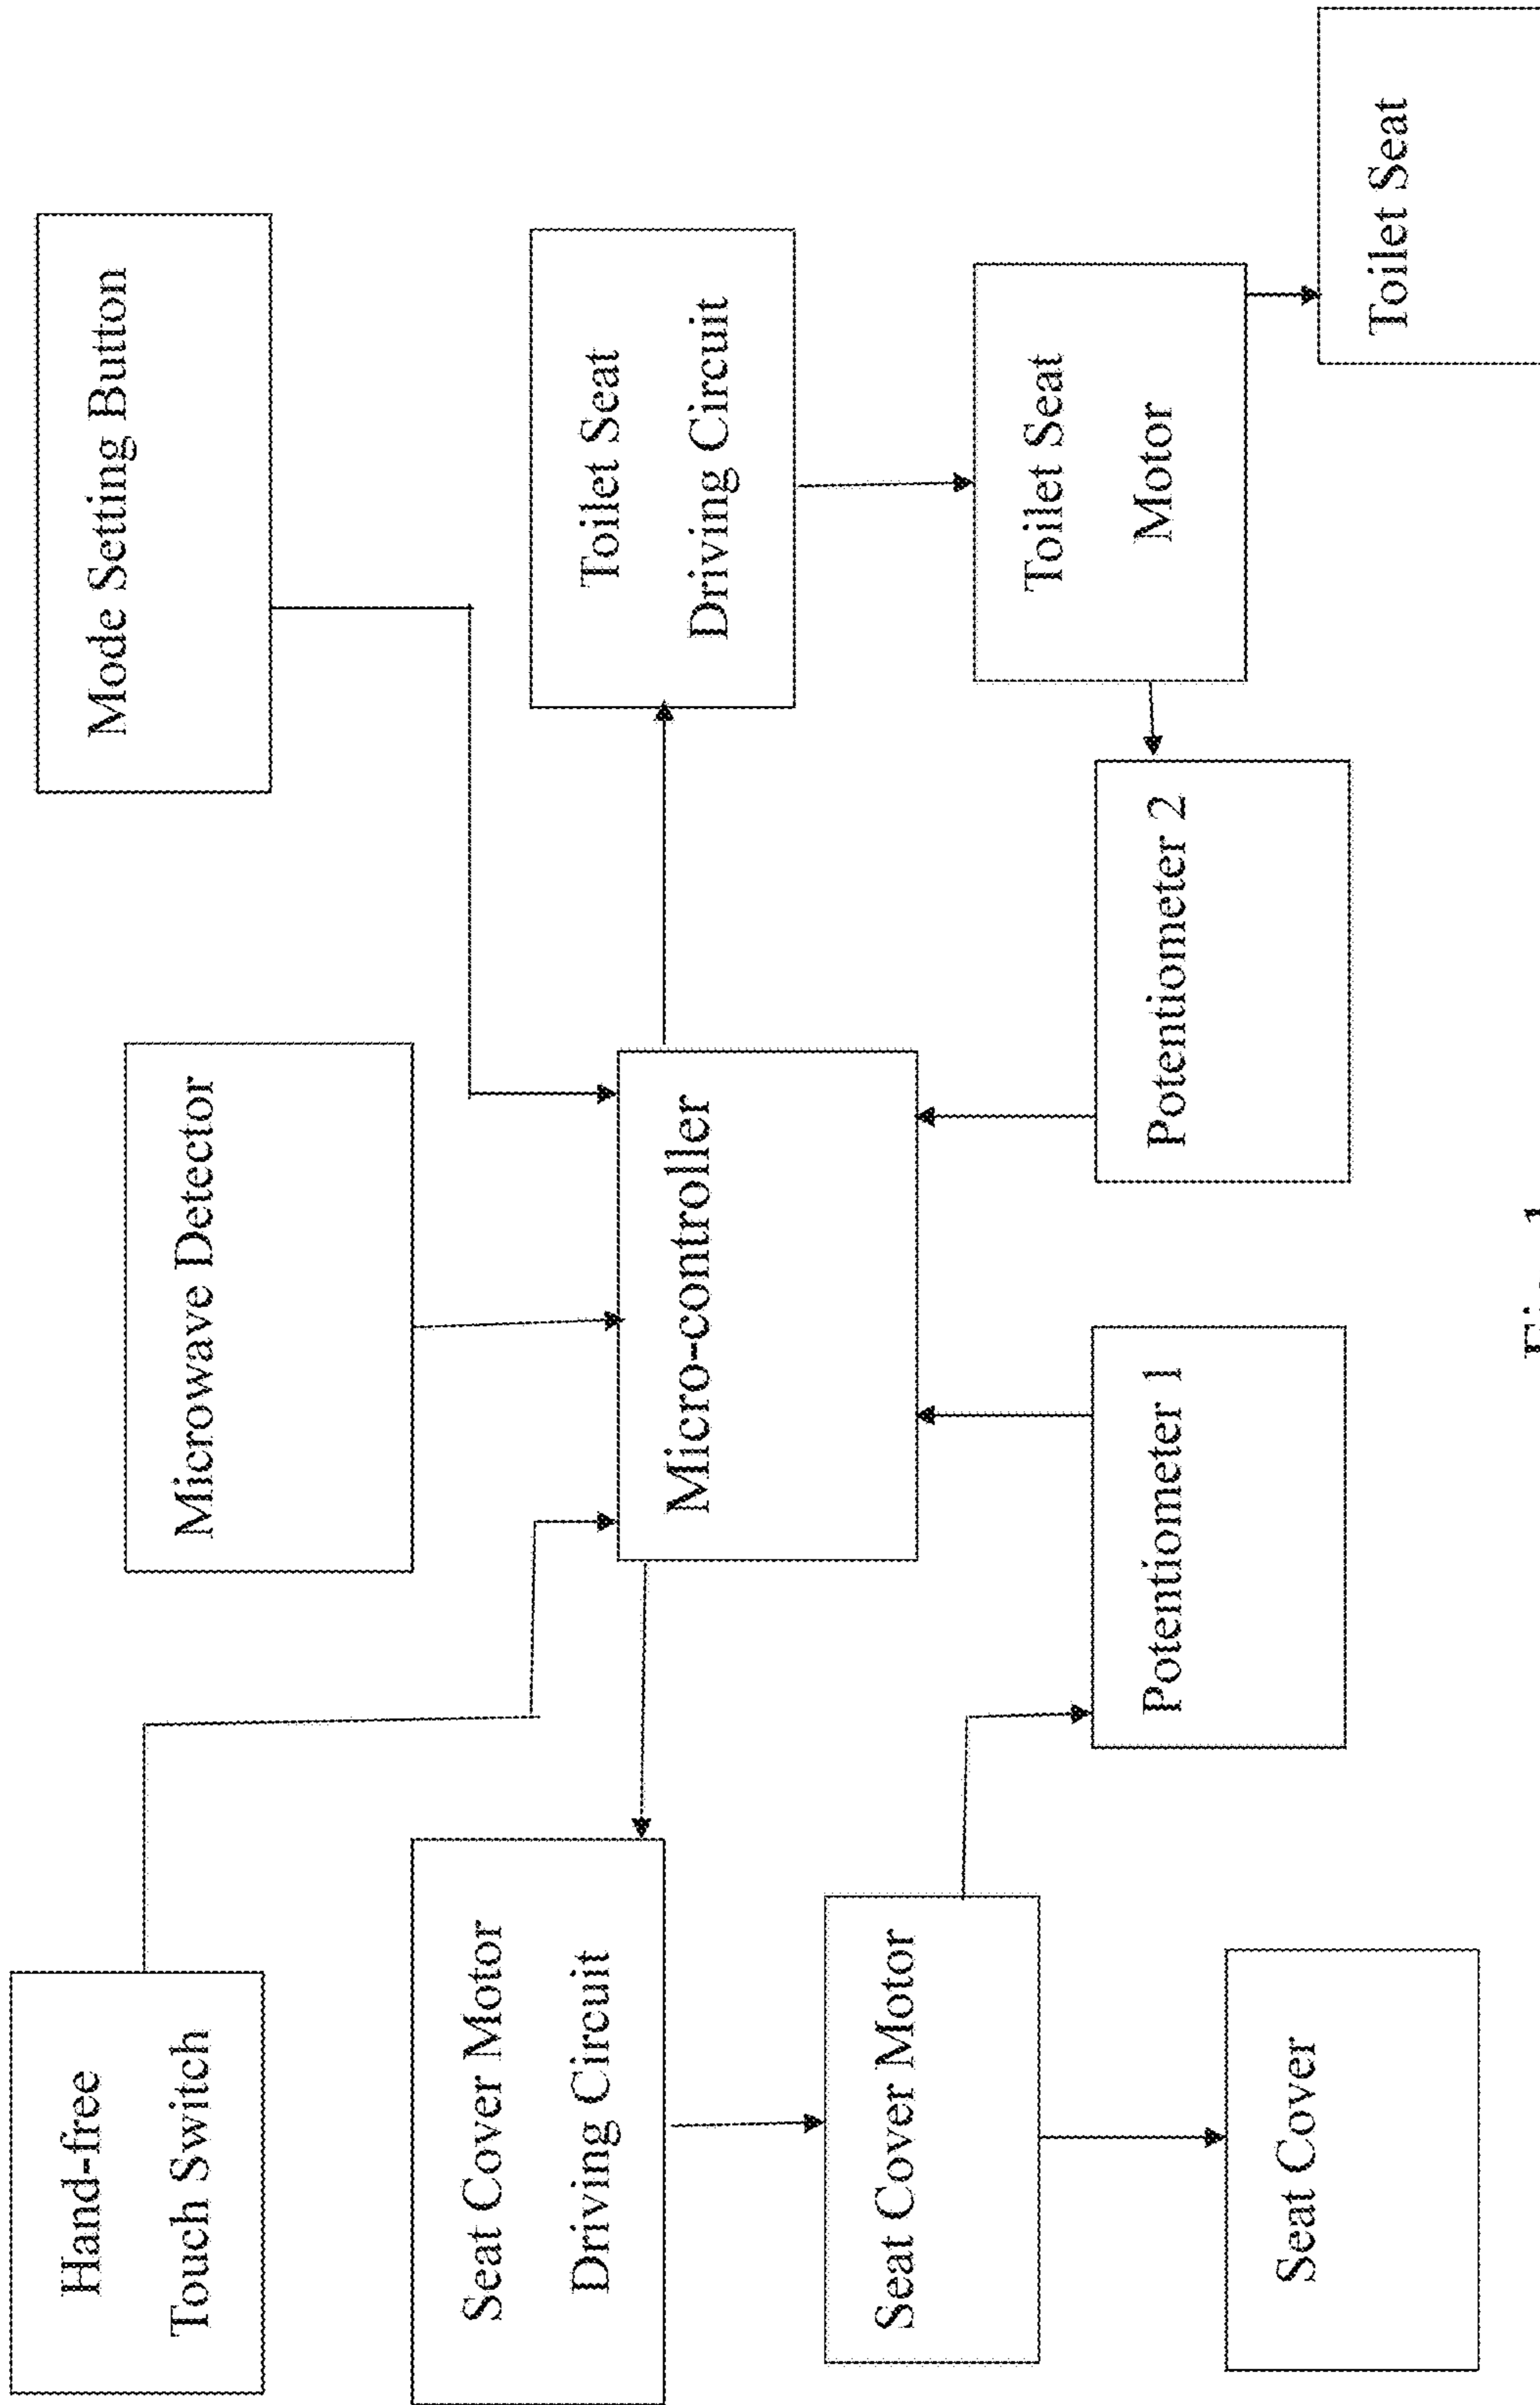 Hand-free
Touch Switch
Microwave Detector
Mode Setting Button
Seat Cover Motor
Driving Circuit
Micro-controller
Toilet Seat
Driving Circuit
Seat Cover Motor
Potentiometer 1
Potentiometer 2
Toilet Seat
Motor
Seat Cover
Toilet Seat